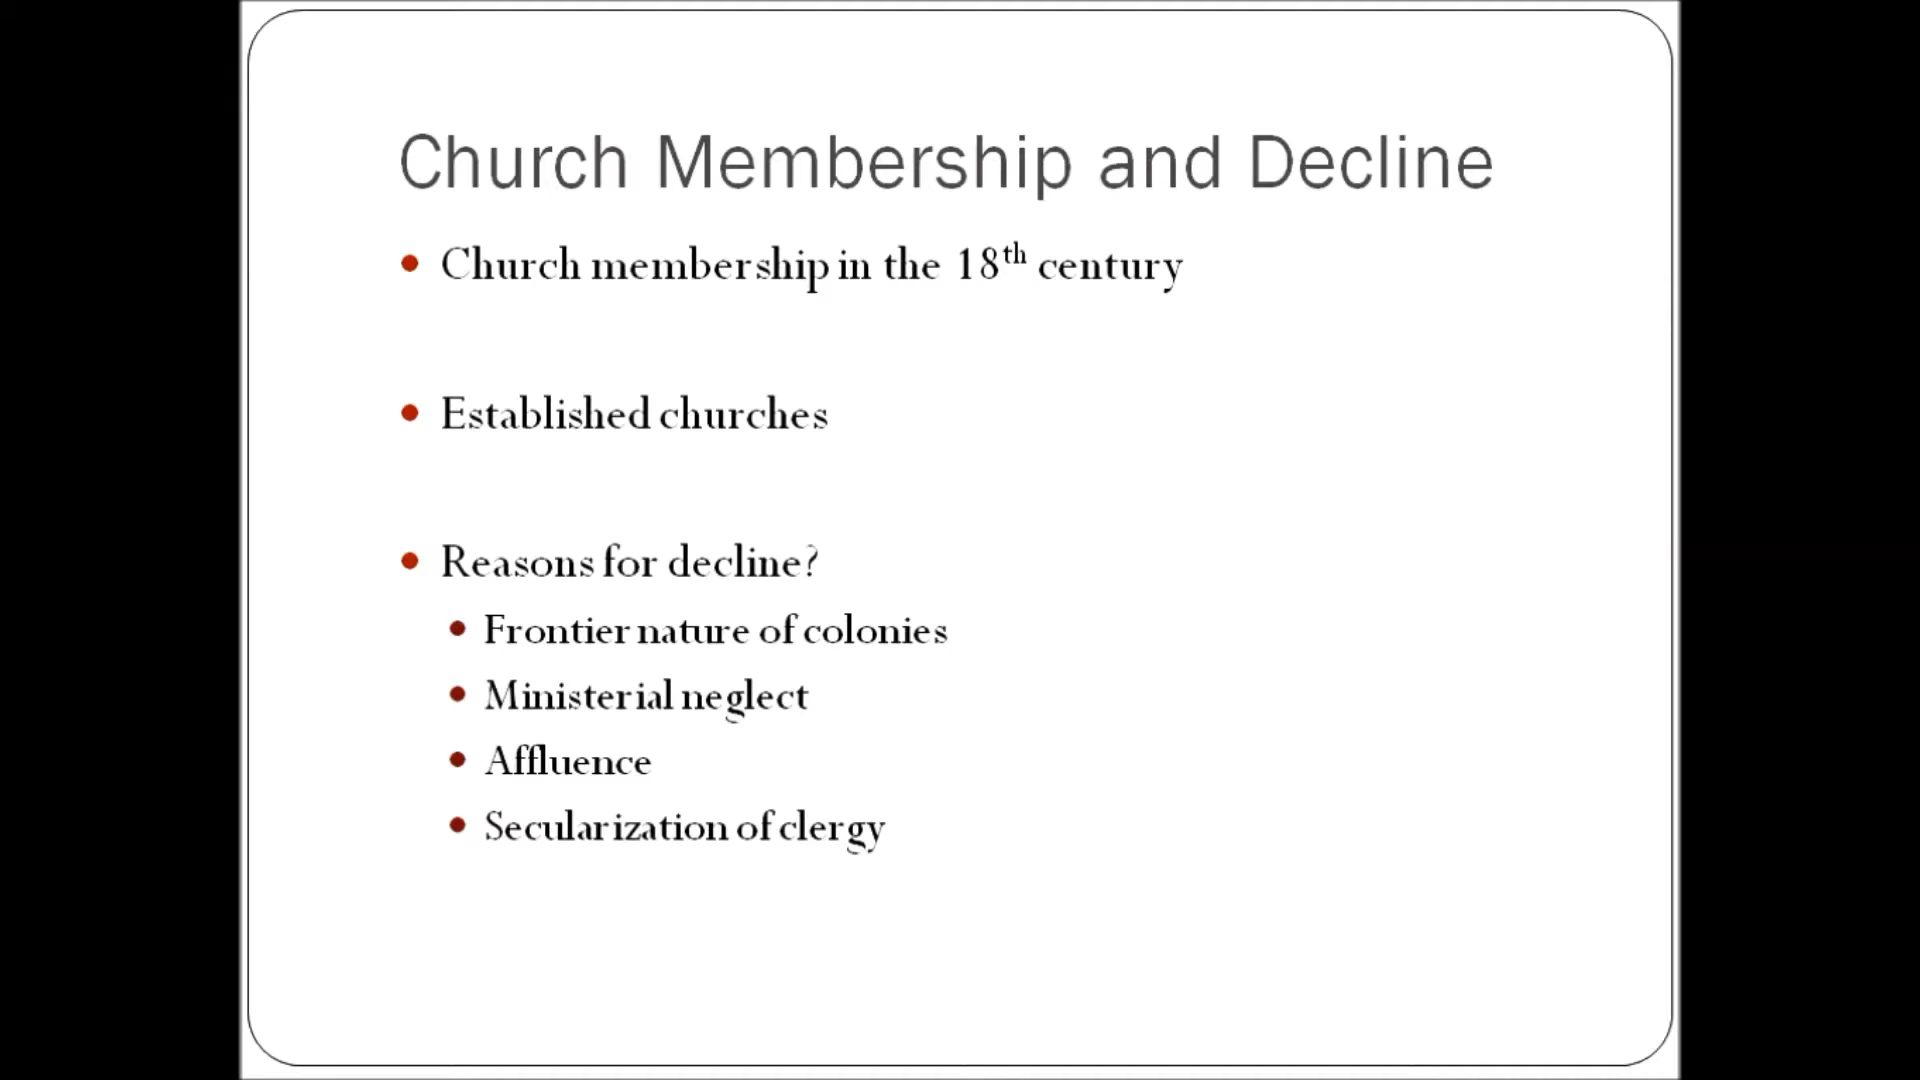 Church Membership and Decline
Church membership in the 18th century
Established churches
Reasons for decline?
Frontier nature of colonies
Ministerial neglect
Affluence
Secularization of clergy